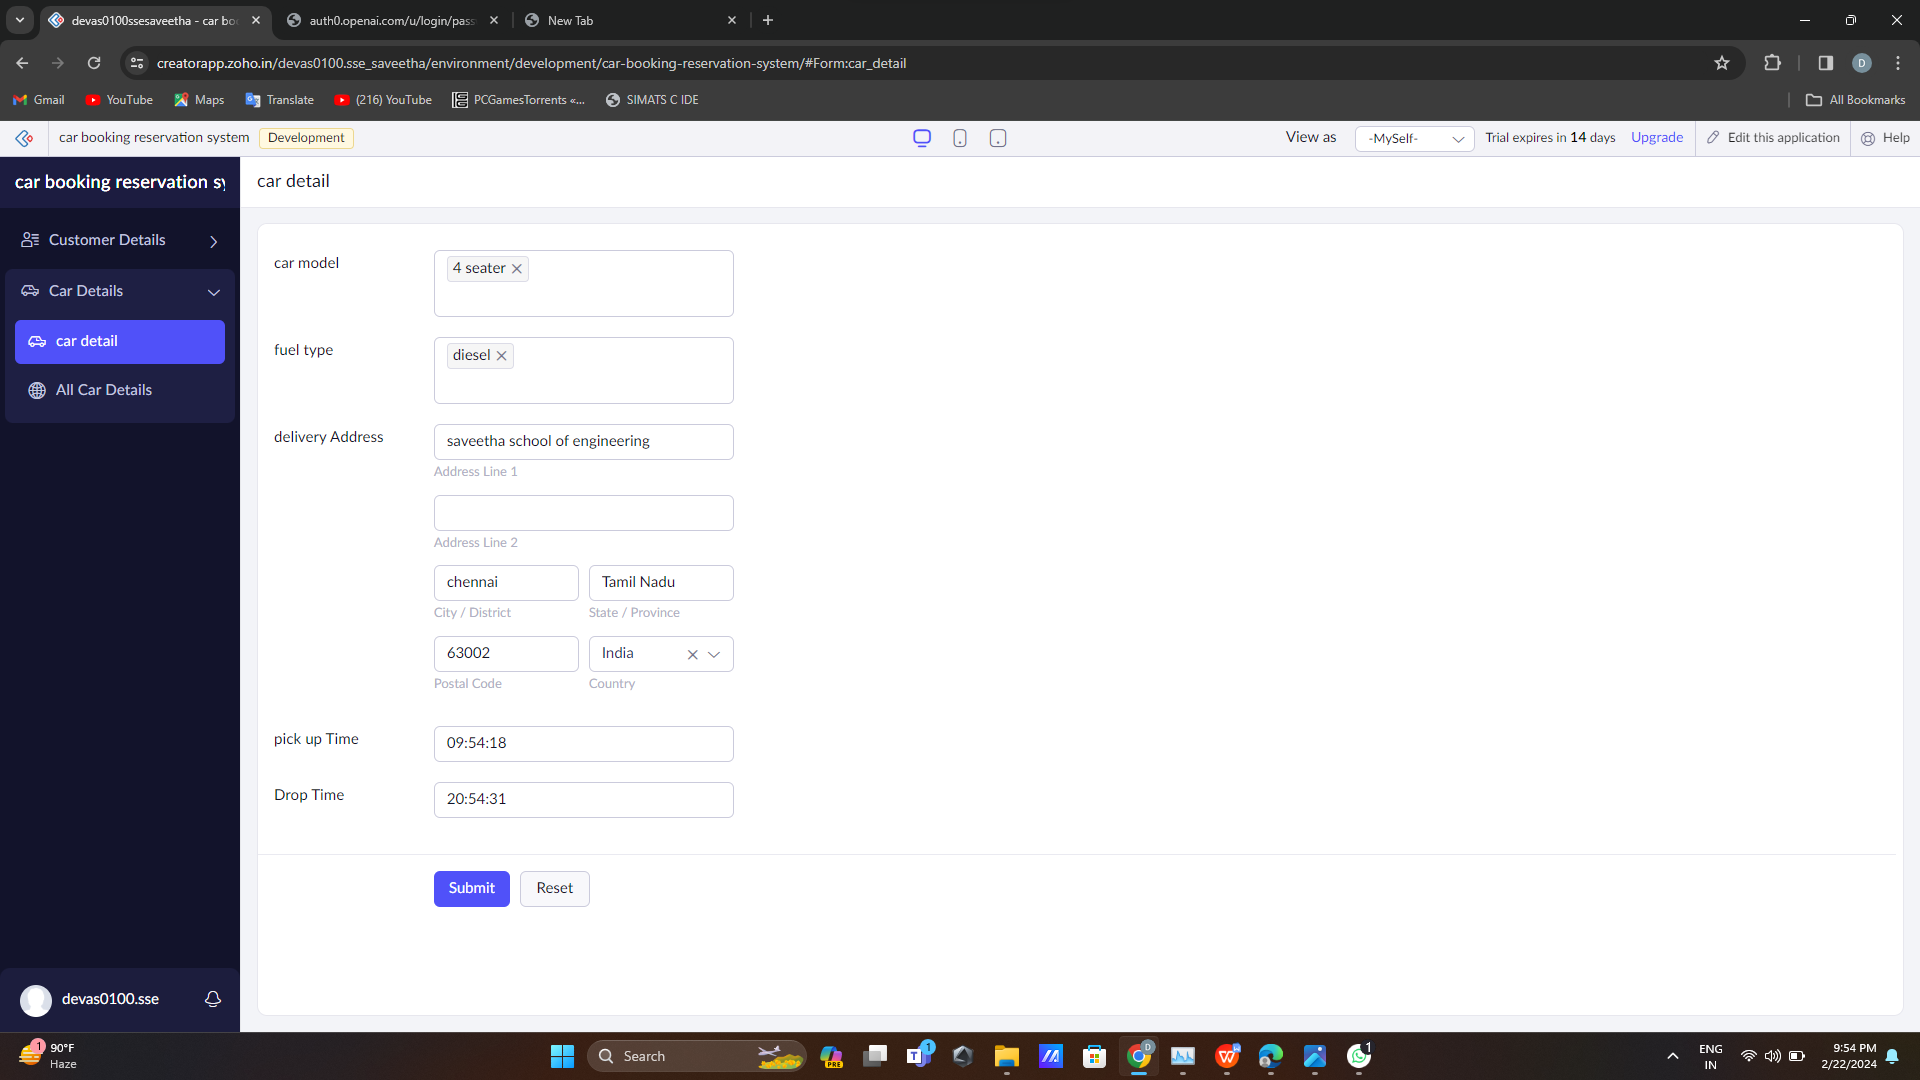 devas0100ssesaveetha - car bo
auth0.openai.com/u/login/pass
New Tab
creatorapp.zoho.in/devas0100.sse_saveetha/environment/development/car-booking-reservation-system/#Form:car_detail
D
Gmail
YouTube
Maps
Translate
(216) YouTube
PCGamesTorrents «...
SIMATS C IDE
All Bookmarks
car booking reservation system
Development
View as
-MySelf-
Trial expires in 14 days
Upgrade
Edit this application
Help
car booking reservation sy
car detail
Customer Details
Car Details
car detail
All Car Details
car model
4 seater
fuel type
diesel
delivery Address
saveetha school of engineering
Address Line 1
Address Line 2
chennai
Tamil Nadu
City / District
State / Province
63002
India
Postal Code
Country
pick up Time
09:54:18
Drop Time
20:54:31
Submit
Reset
devas0100.sse
1
90°F
Haze
Search
PRE
T
1
D
W
1
ENG
IN
9:54 PM
2/22/2024